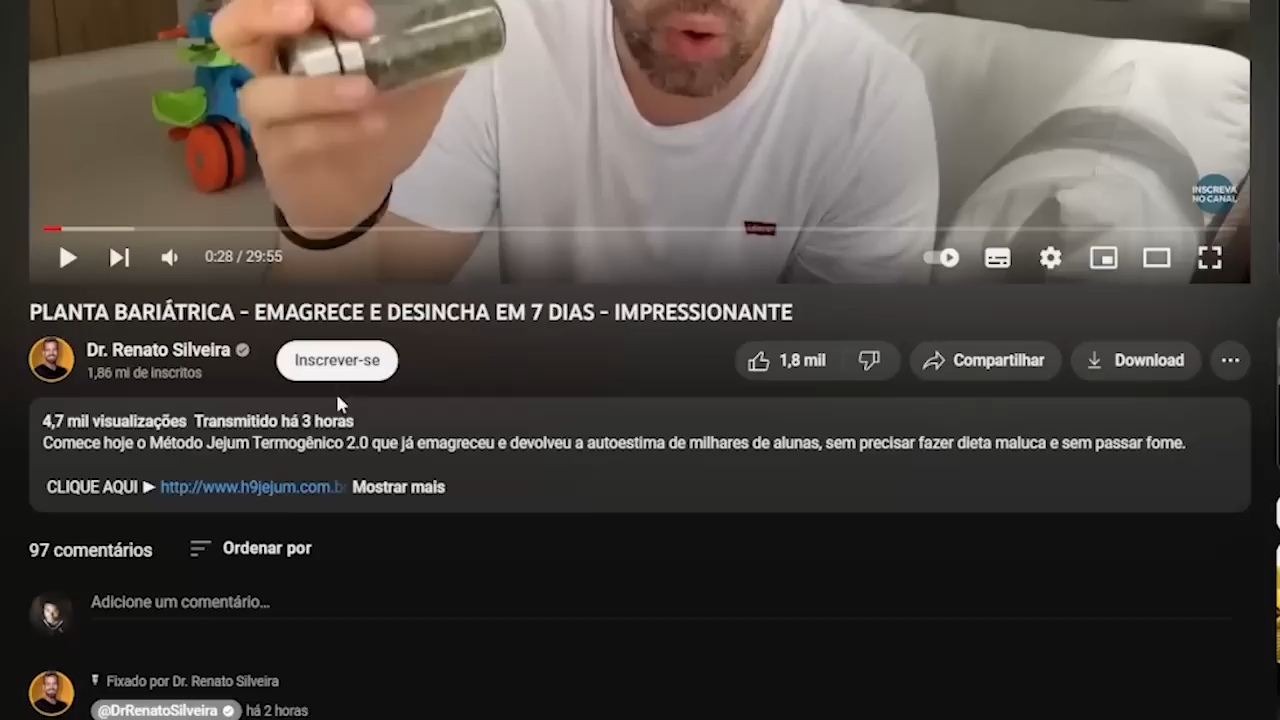 INSCREVA
NO CANAL
0:28 / 29:55
PLANTA BARIÁTRICA - EMAGRECE E DESINCHA EM 7 DIAS - IMPRESSIONANTE
Dr. Renato Silveira
1,86 mi de inscritos
Inscrever-se
1,8 mil
Compartilhar
Download
4,7 mil visualizações Transmitido há 3 horas
Comece hoje o Método Jejum Termogênico 2.0 que já emagreceu e devolveu a autoestima de milhares de alunas, sem precisar fazer dieta maluca e sem passar fome.
CLIQUE AQUI ► http://www.h9jejum.com.br Mostrar mais
97 comentários
Ordenar por
Adicione um comentário...
Fixado por Dr. Renato Silveira
@DrRenatoSilveira há 2 horas